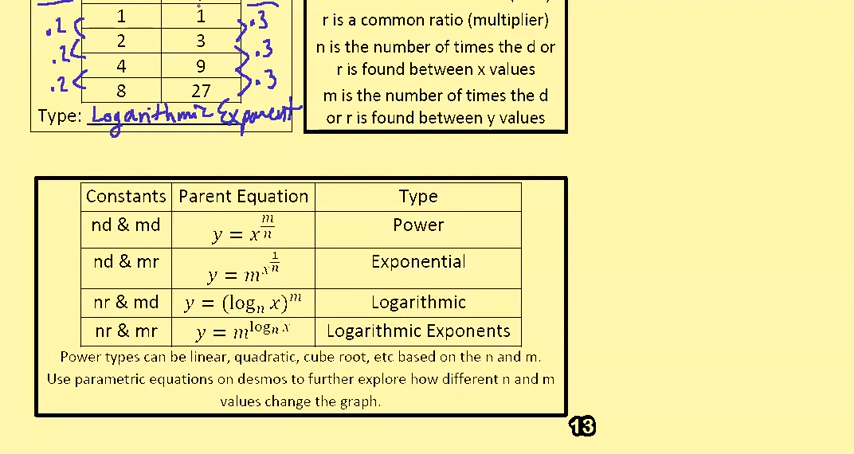 r is a common ratio (multiplier)
n is the number of times the d or
r is found between x values
m is the number of times the d
or r is found between y values
.2 1 1 .3
.2 2 3 .3
.2 4 9 .3
8 27
Type: Logarithmic Exponent
Constants Parent Equation Type
nd & md y = x^(m/n) Power
nd & mr y = m^(x^(1/n)) Exponential
nr & md y = (logₙ x)^m Logarithmic
nr & mr y = m^(logₙ x) Logarithmic Exponents
Power types can be linear, quadratic, cube root, etc based on the n and m.
Use parametric equations on desmos to further explore how different n and m
values change the graph.
13